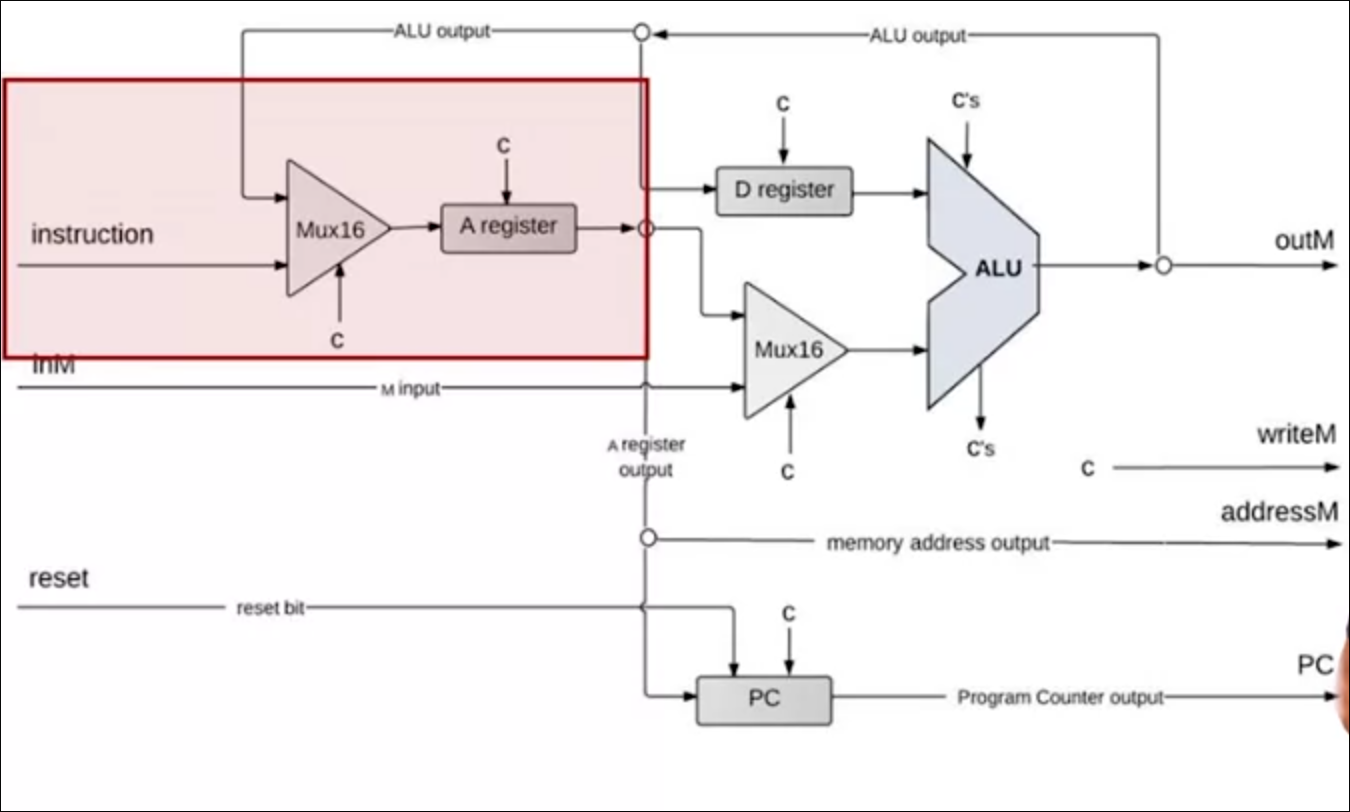 ALU output
ALU output
C
C's
C
D register
instruction
Mux16
A register
outM
ALU
C
Mux16
inM
M input
A register
output
C
C's
writeM
C
addressM
memory address output
reset
reset bit
C
PC
PC
Program Counter output